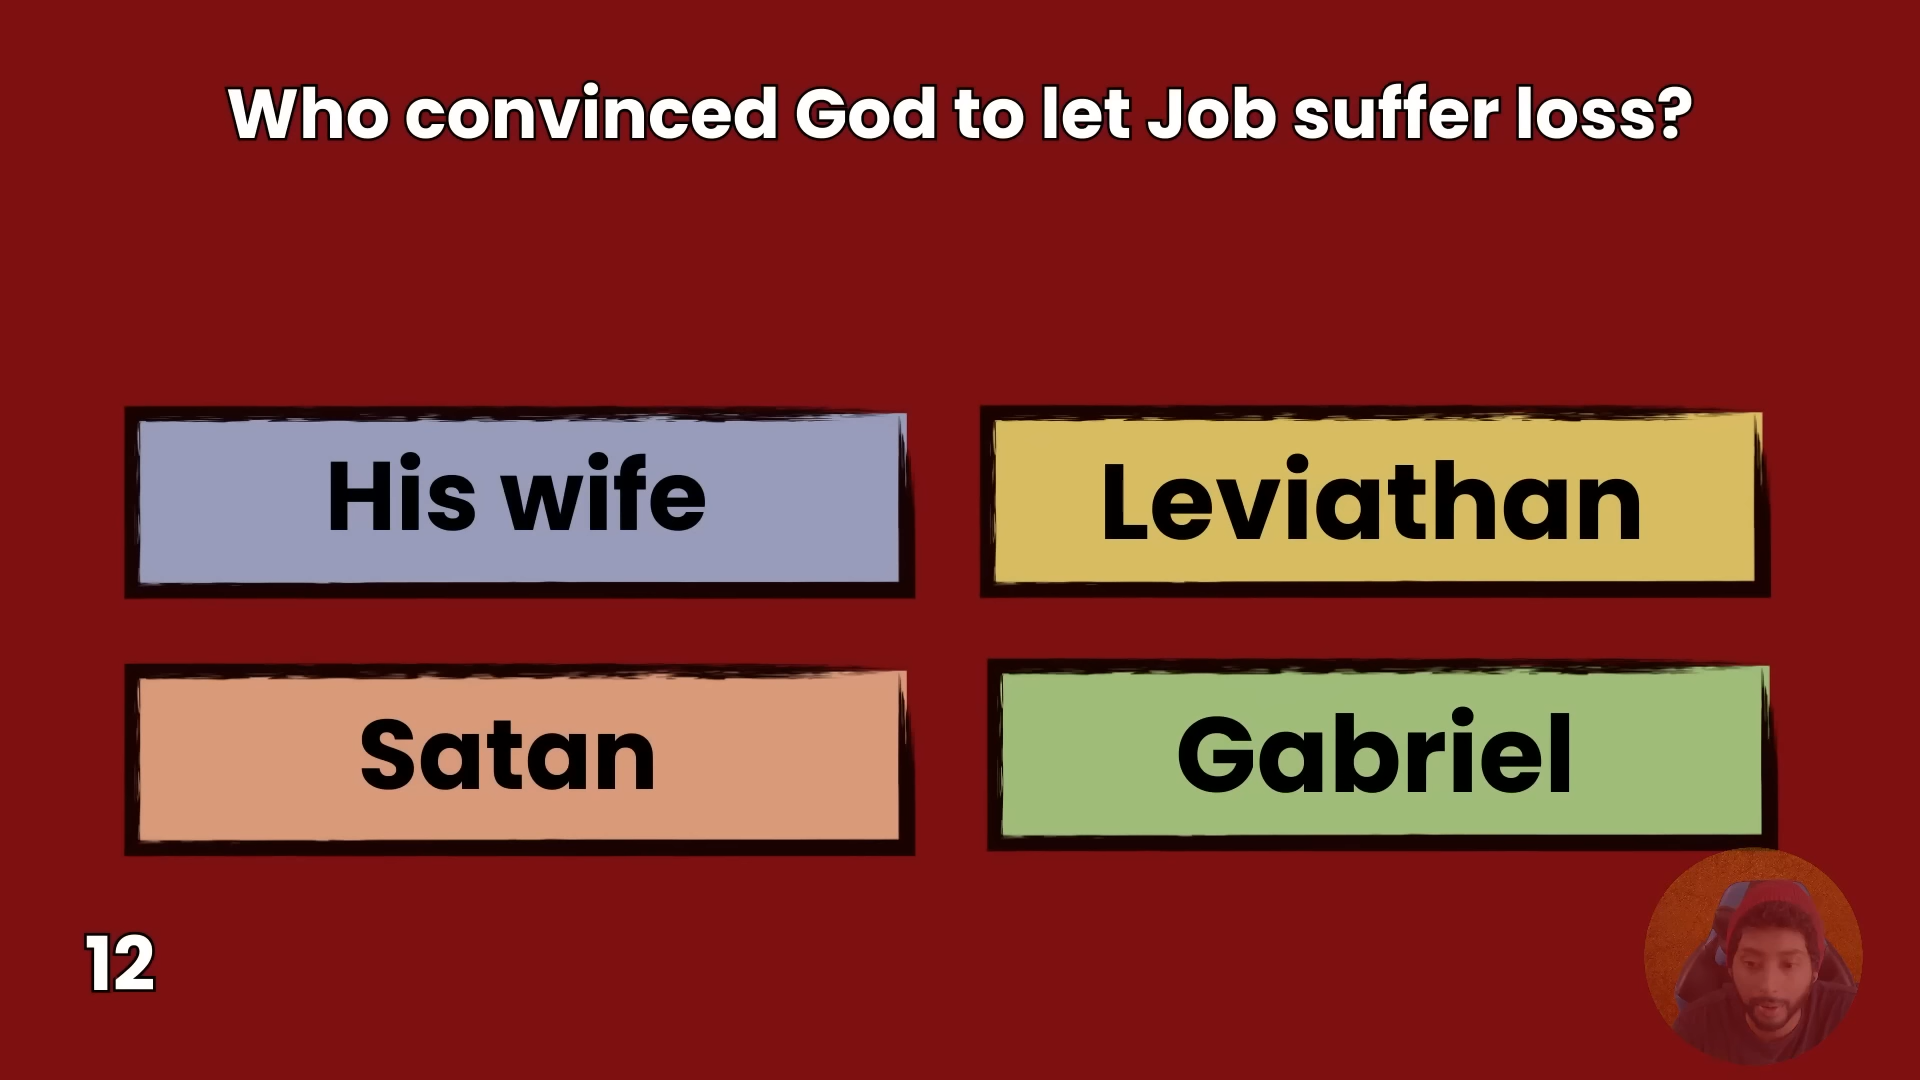 Who convinced God to let Job suffer loss?
His wife
Leviathan
Satan
Gabriel
12